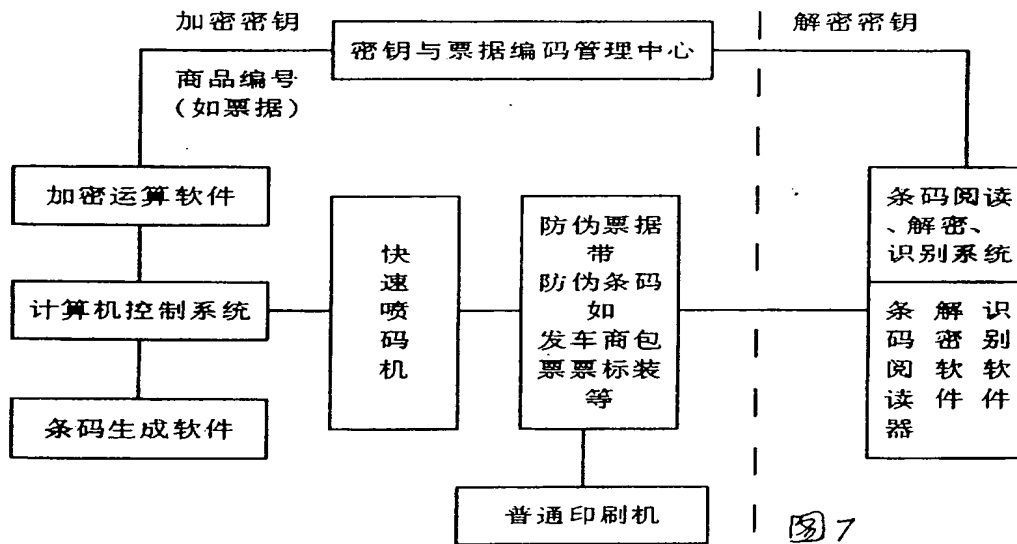 加密密钥
解密密钥
密钥与票据编码管理中心
商品编号
(如票据)
加密运算软件
计算机控制系统
条码生成软件
快
速
喷
码
机
防伪票据
带
防伪条码
如
发车商包
票票标装
等
普通印刷机
条码阅读
、解密、
识别系统
条解识
码密别
阅软软
读件件
器
图7